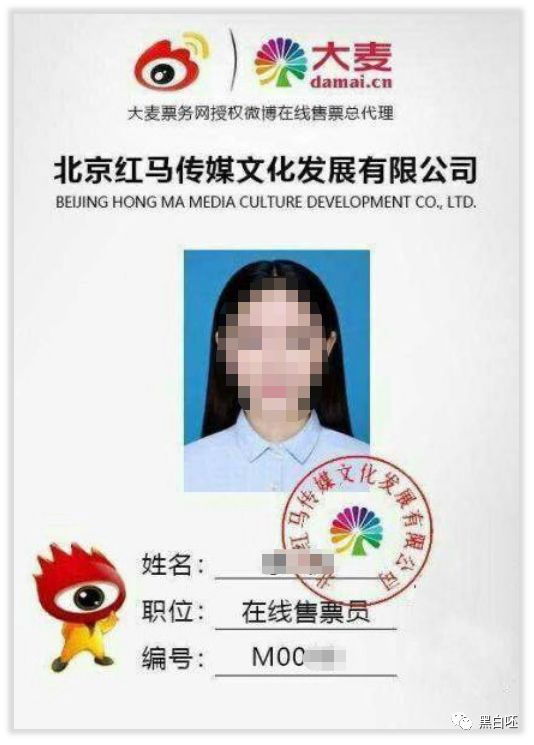 大麦
damai.cn
大麦票务网授权微博在线售票总代理
北京红马传媒文化发展有限公司
BEIJING HONG MA MEDIA CULTURE DEVELOPMENT CO., LTD.
北京红马传媒文化发展有限公司
姓名：
职位：在线售票员
编号：M00
黑白呸